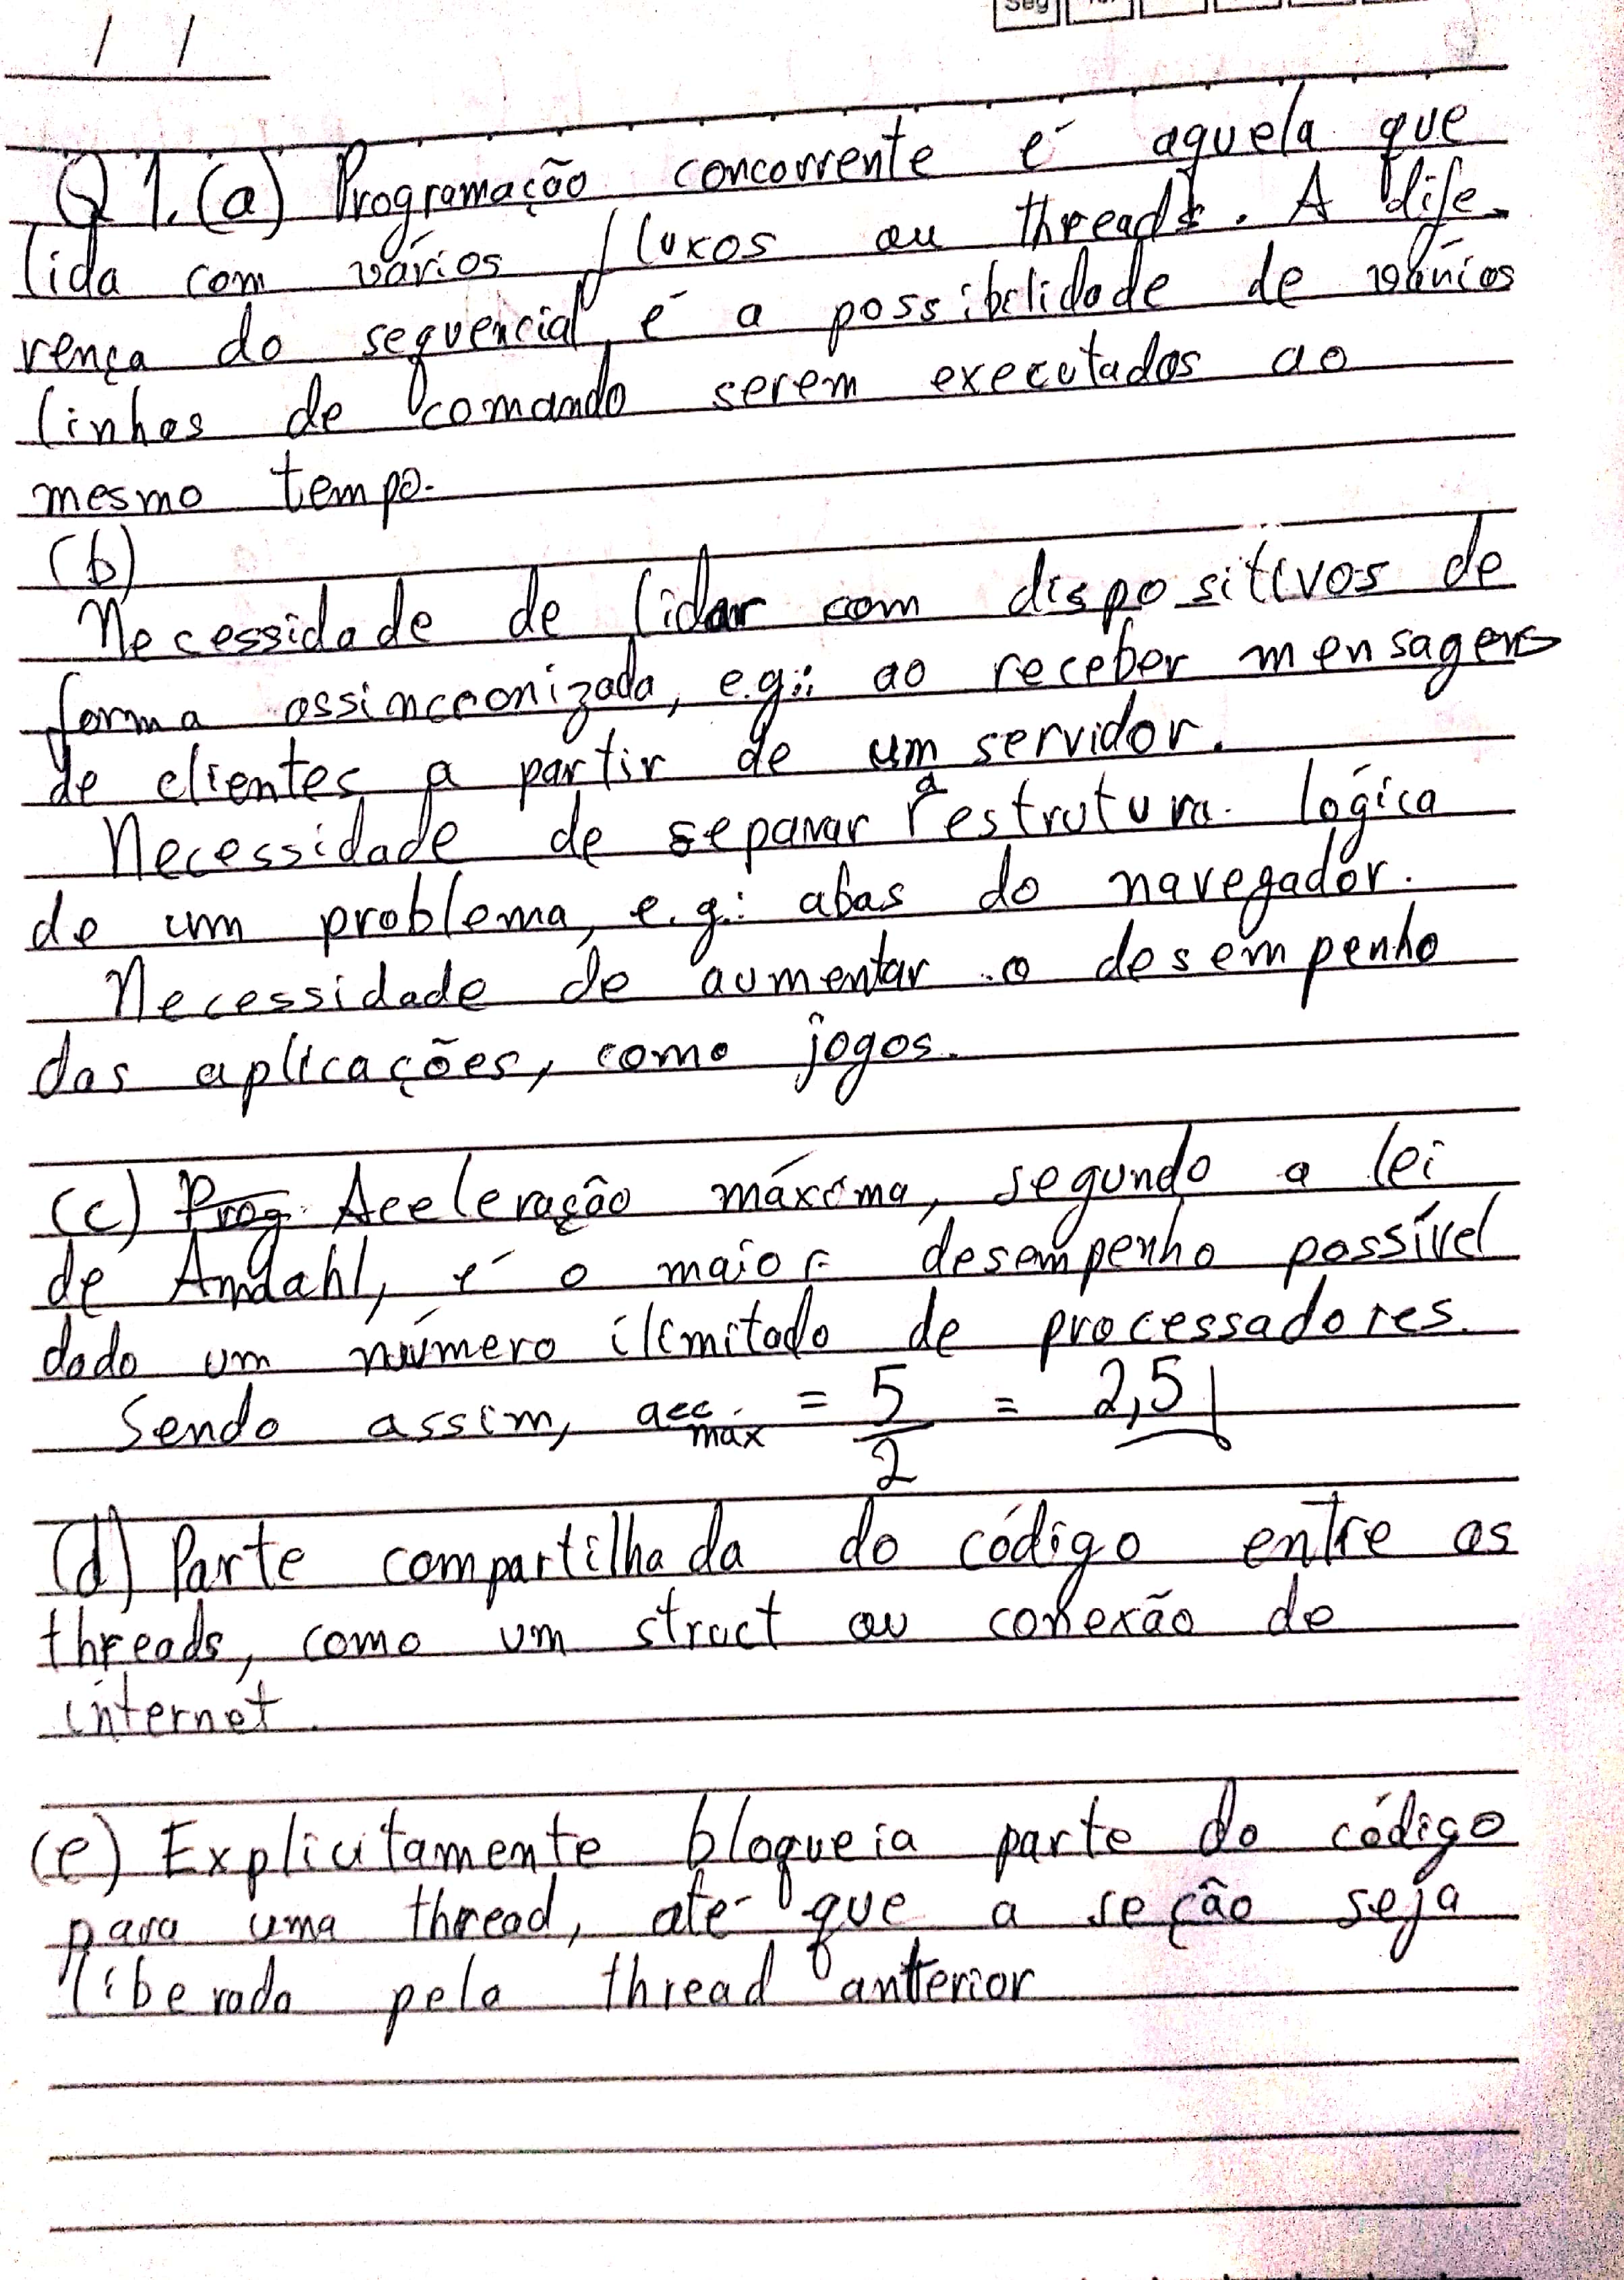 / /
Seg
Q1. (a) Programação concorrente é aquela que
lida com vários fluxos ou threads. A dife-
rença do sequencial é a possibilidade de vários
linhas de comando serem executados ao
mesmo tempo.
(b)
Necessidade de lidar com dispositivos de
forma assincronizada, e.g.: ao receber mensagens
de clientes a partir de um servidor.
Necessidade de separar a estrutura lógica
de um problema, e.g.: abas do navegador.
Necessidade de aumentar o desempenho
das aplicações, como jogos.
(c) Prog Aceleração máxima, segundo a lei
de Amdahl, é o maior desempenho possível
dado um número ilimitado de processadores.
Sendo assim, acc. máx = 5/2 = 2,5
(d) Parte compartilhada do código entre as
threads, como um struct ou conexão de
internet.
(e) Explicitamente bloqueia parte do código
para uma thread, até que a seção seja
liberada pela thread anterior